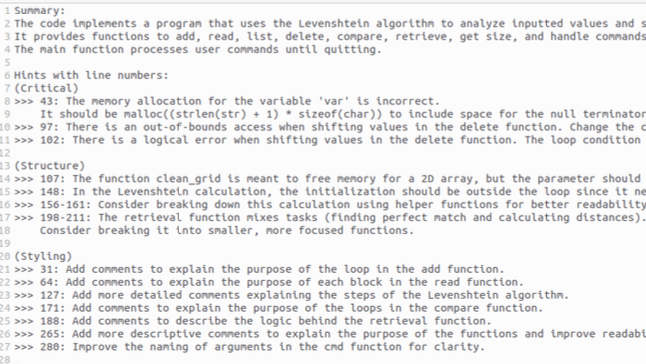 1 Summary:
2 The code implements a program that uses the Levenshtein algorithm to analyze inputted values and s
3 It provides functions to add, read, list, delete, compare, retrieve, get size, and handle commands
4 The main function processes user commands until quitting.
5
6 Hints with line numbers:
7 (Critical)
8 >>> 43: The memory allocation for the variable 'var' is incorrect.
9 It should be malloc((strlen(str) + 1) * sizeof(char)) to include space for the null terminator
10 >>> 97: There is an out-of-bounds access when shifting values in the delete function. Change the c
11 >>> 102: There is a logical error when shifting values in the delete function. The loop condition
12
13 (Structure)
14 >>> 107: The function clean_grid is meant to free memory for a 2D array, but the parameter should
15 >>> 148: In the Levenshtein calculation, the initialization should be outside the loop since it ne
16 >>> 156-161: Consider breaking down this calculation using helper functions for better readability
17 >>> 198-211: The retrieval function mixes tasks (finding perfect match and calculating distances).
18 Consider breaking it into smaller, more focused functions.
19
20 (Styling)
21 >>> 31: Add comments to explain the purpose of the loop in the add function.
22 >>> 64: Add comments to explain the purpose of each block in the read function.
23 >>> 127: Add more detailed comments explaining the steps of the Levenshtein algorithm.
24 >>> 171: Add comments to explain the purpose of the loops in the compare function.
25 >>> 188: Add comments to describe the logic behind the retrieval function.
26 >>> 265: Add more descriptive comments to explain the purpose of the functions and improve readabi
27 >>> 280: Improve the naming of arguments in the cmd function for clarity.
28